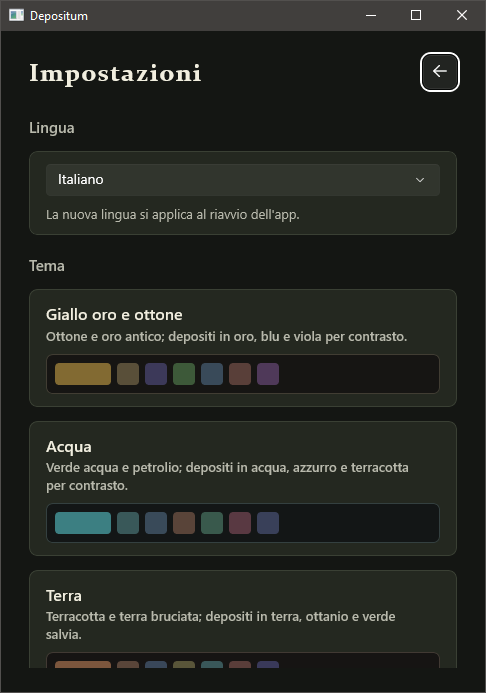 Depositum
Impostazioni
Lingua
Italiano
La nuova lingua si applica al riavvio dell'app.
Tema
Giallo oro e ottone
Ottone e oro antico; depositi in oro, blu e viola per contrasto.
Acqua
Verde acqua e petrolio; depositi in acqua, azzurro e terracotta
per contrasto.
Terra
Terracotta e terra bruciata; depositi in terra, ottanio e verde
salvia.